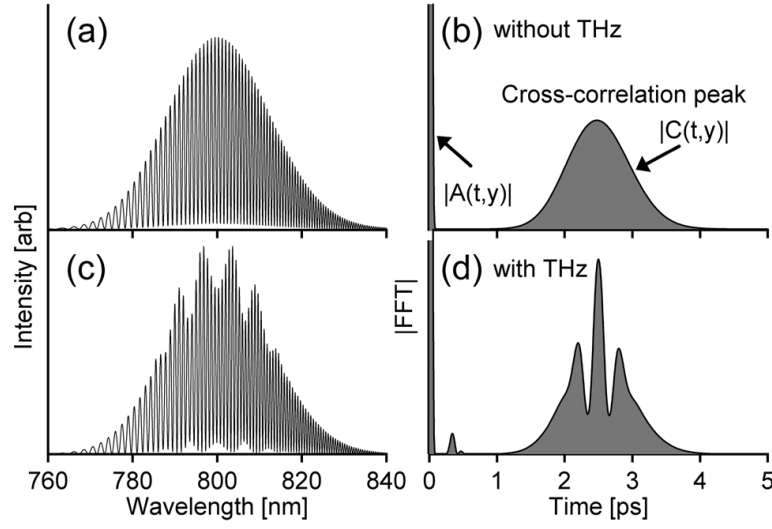 (a)
(b) without THz
Cross-correlation peak
|C(t,y)|
|A(t,y)|
(c)
(d) with THz
Intensity [arb]
|FFT|
760 780 800 820 840
0 1 2 3 4 5
Wavelength [nm]
Time [ps]